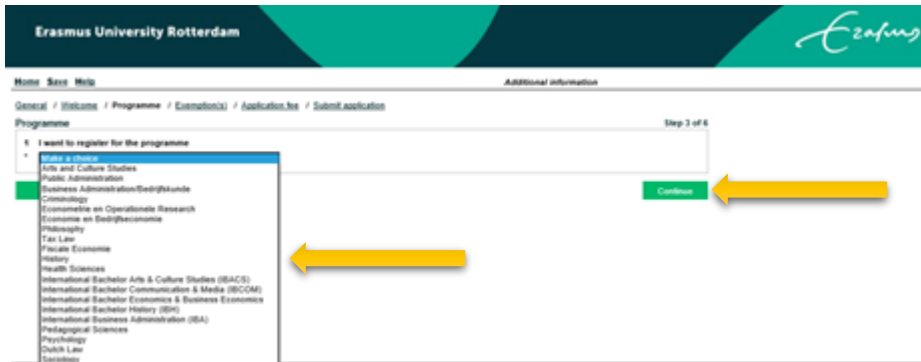 Erasmus University Rotterdam
Erasmus
Home Save Help Additional information
General / Welcome / Programme / Exemption(s) / Application fee / Submit application
Programme Step 3 of 6
1 I want to register for the programme
* Make a choice
Arts and Culture Studies
Public Administration
Business Administration/Bedrijfskunde
Criminology
Econometrie en Operationele Research
Economie en Bedrijfseconomie
Philosophy
Tax Law
Fiscale Economie
History
Health Sciences
International Bachelor Arts & Culture Studies (IBACS)
International Bachelor Communication & Media (IBCOM)
International Bachelor Economics & Business Economics
International Bachelor History (IBH)
International Business Administration (IBA)
Pedagogical Sciences
Psychology
Dutch Law
Sociology
Continue